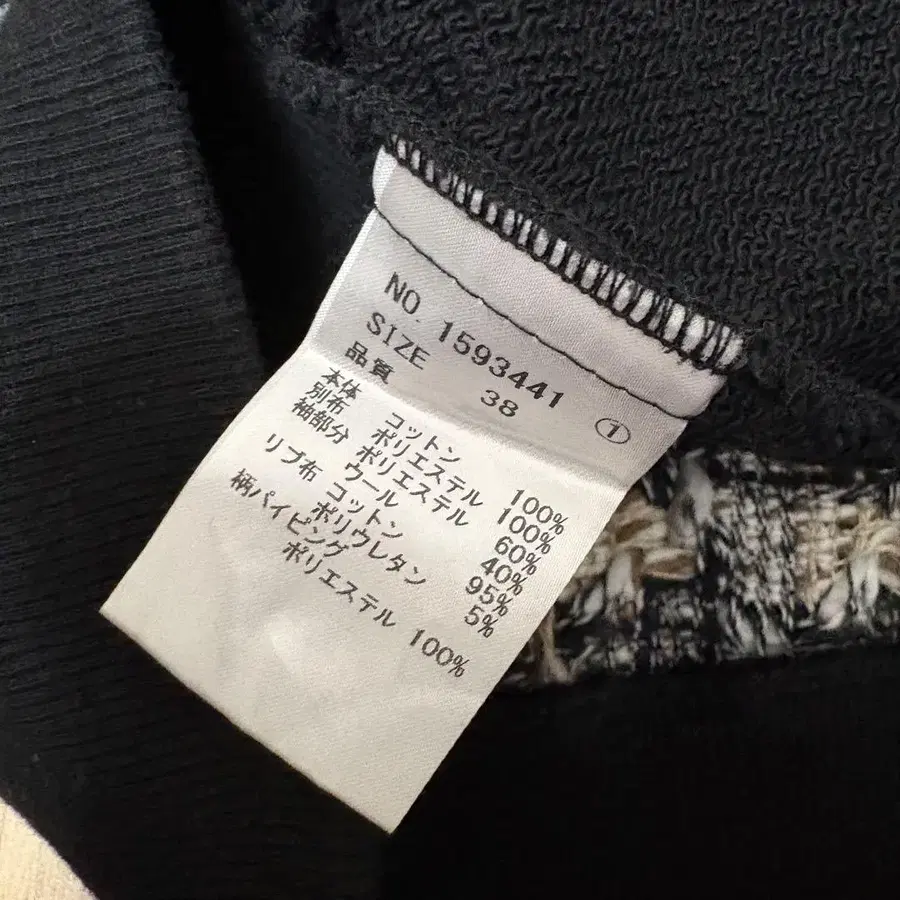 NO. 1593441 ①
SIZE 38
品質
本体 コットン 100%
別布 ポリエステル 100%
袖部分 ポリエステル 60%
ウール 40%
リブ布 コットン 95%
ポリウレタン 5%
柄パイピング
ポリエステル 100%